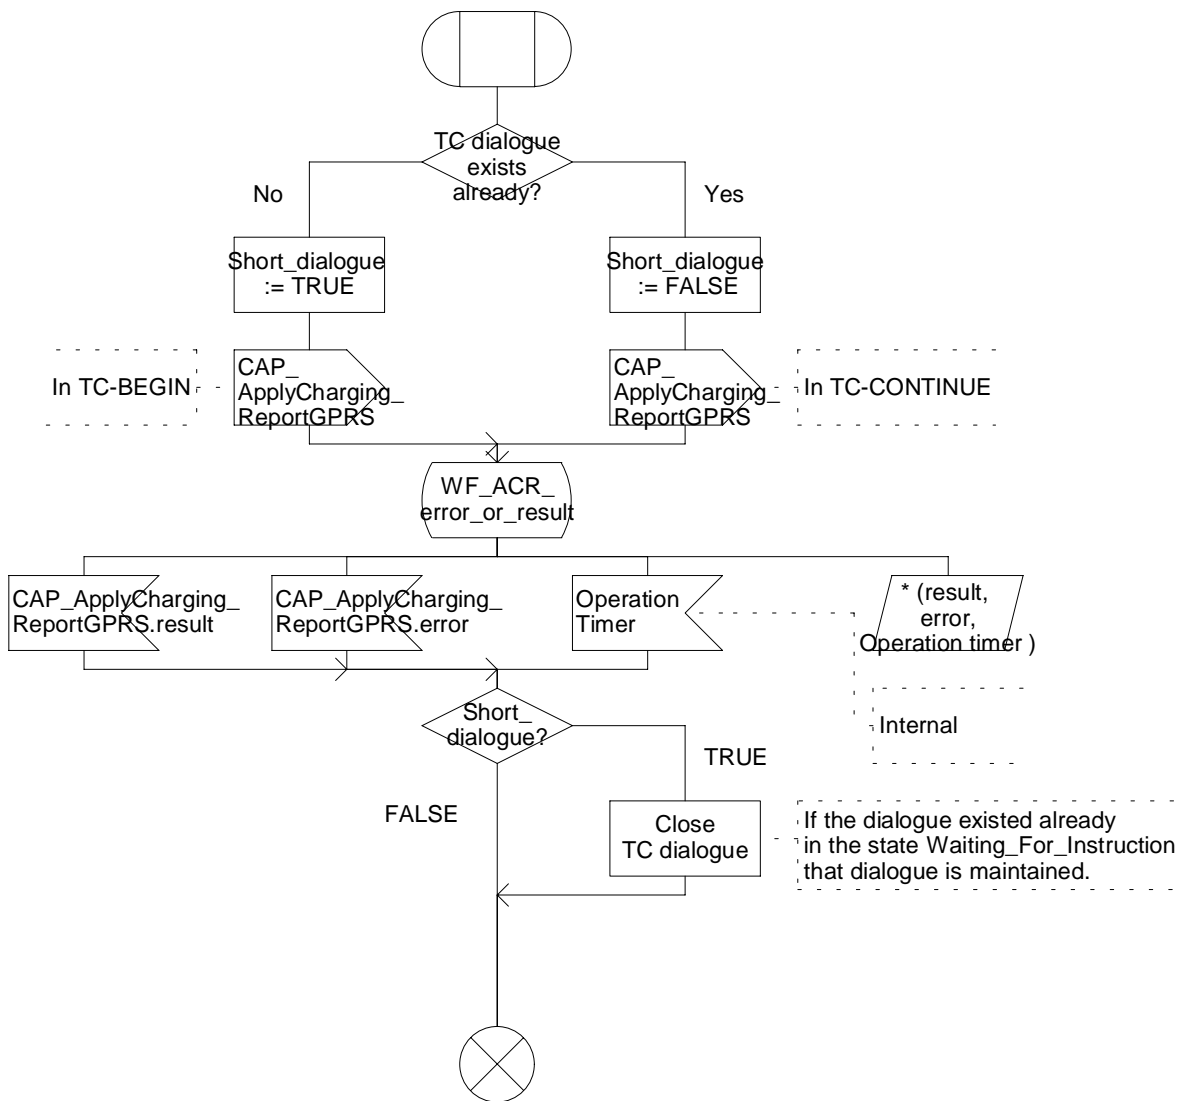 TC dialogue
exists
already?
No
Yes
Short_dialogue
:= TRUE
Short_dialogue
:= FALSE
In TC-BEGIN
CAP_
ApplyCharging_
ReportGPRS
CAP_
ApplyCharging_
ReportGPRS
In TC-CONTINUE
WF_ACR_
error_or_result
CAP_ApplyCharging_
ReportGPRS.result
CAP_ApplyCharging_
ReportGPRS.error
Operation
Timer
* (result,
error,
Operation timer )
Internal
Short_
dialogue?
TRUE
FALSE
Close
TC dialogue
If the dialogue existed already
in the state Waiting_For_Instruction
that dialogue is maintained.